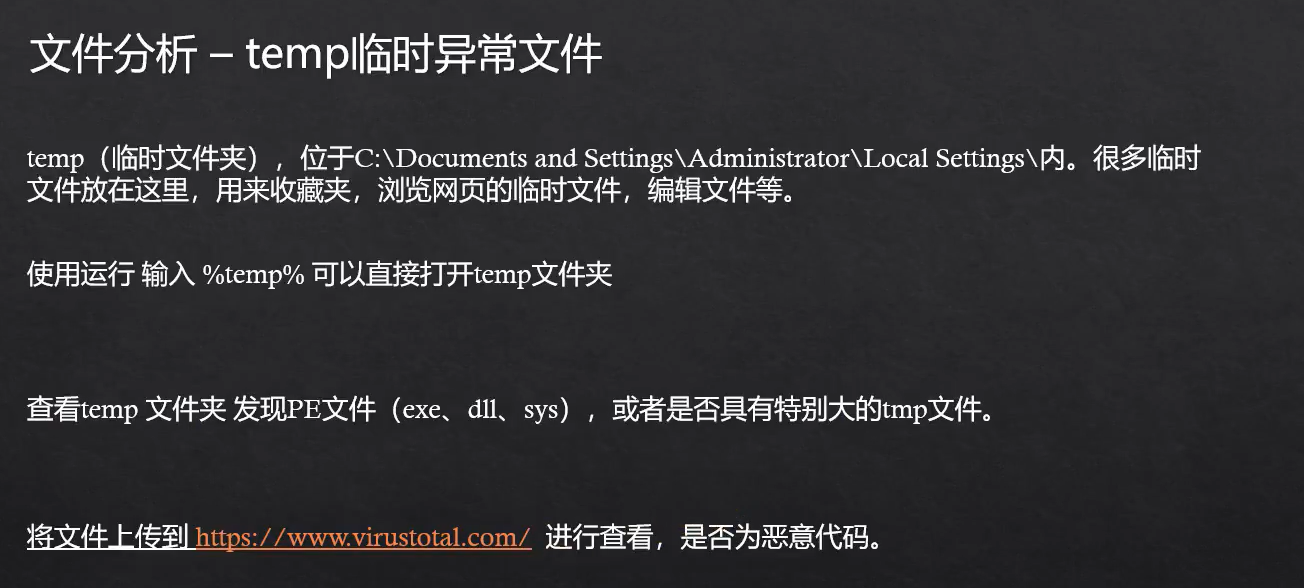 文件分析 – temp临时异常文件
temp（临时文件夹），位于C:\Documents and Settings\Administrator\Local Settings\内。很多临时
文件放在这里，用来收藏夹，浏览网页的临时文件，编辑文件等。
使用运行 输入 %temp% 可以直接打开temp文件夹
查看temp 文件夹 发现PE文件（exe、dll、sys），或者是否具有特别大的tmp文件。
将文件上传到 https://www.virustotal.com/ 进行查看，是否为恶意代码。